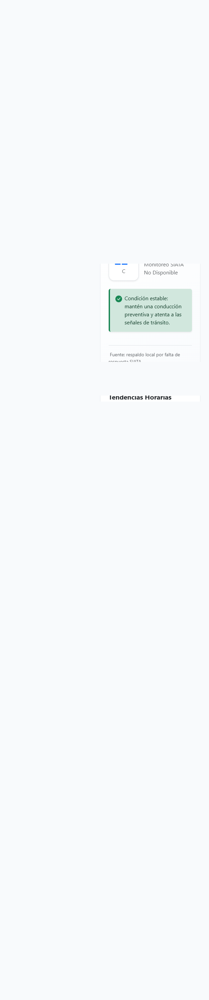 Monitoreo SIATA
C
No Disponible
Condición estable:
mantén una conducción
preventiva y atenta a las
señales de tránsito.
Fuente: respaldo local por falta de
respuesta SIATA
Tendencias Horarias